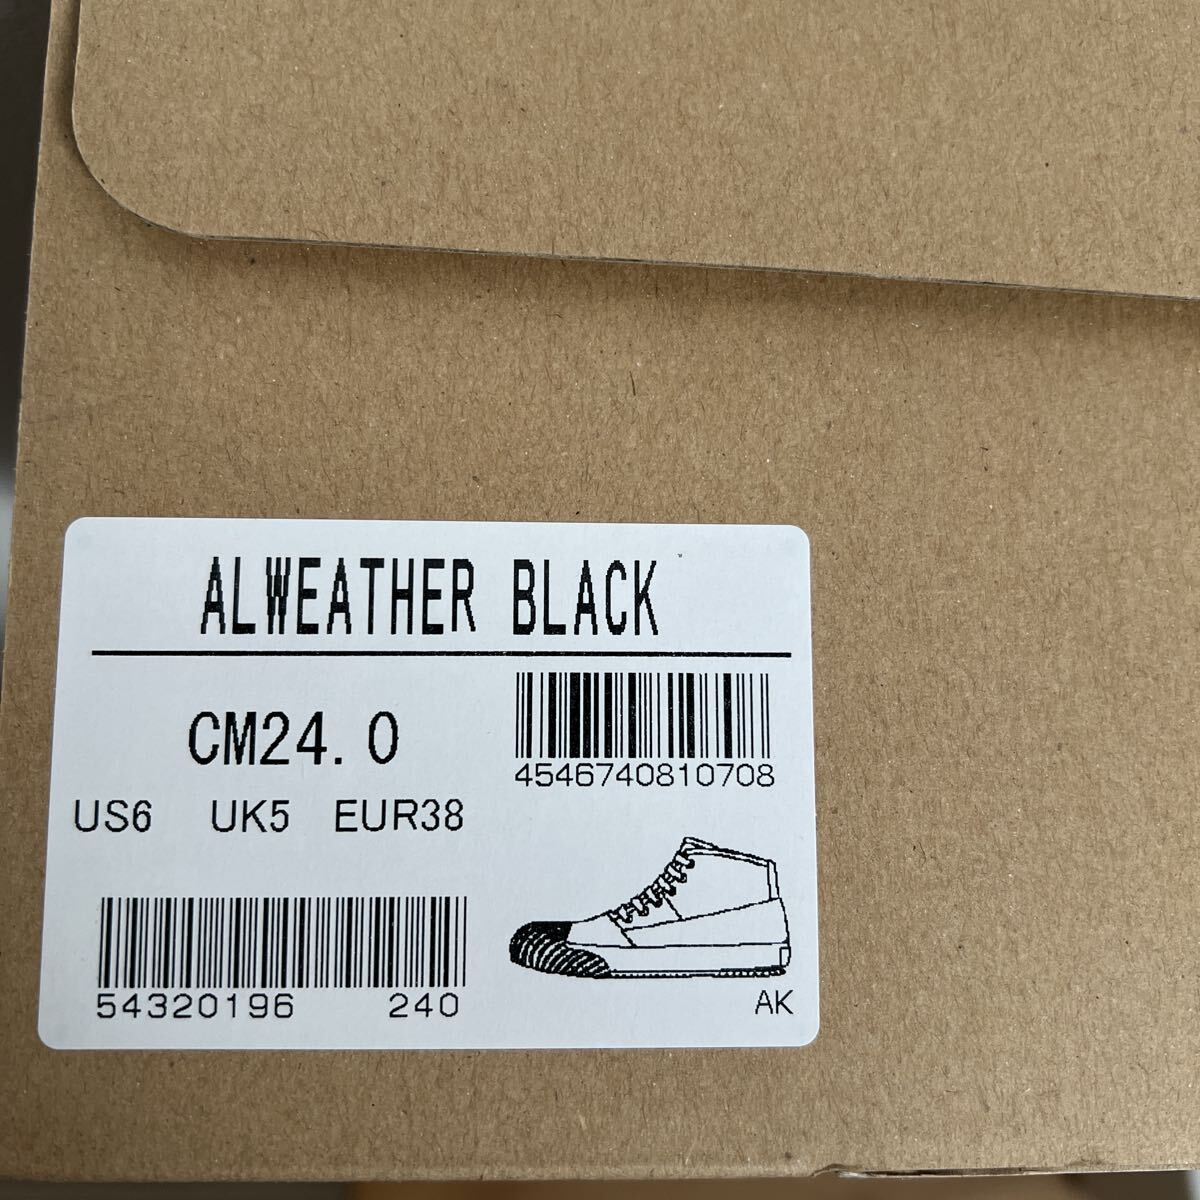 ALWEATHER BLACK
CM24.0
4546740810708
US6 UK5 EUR38
54320196 240
AK